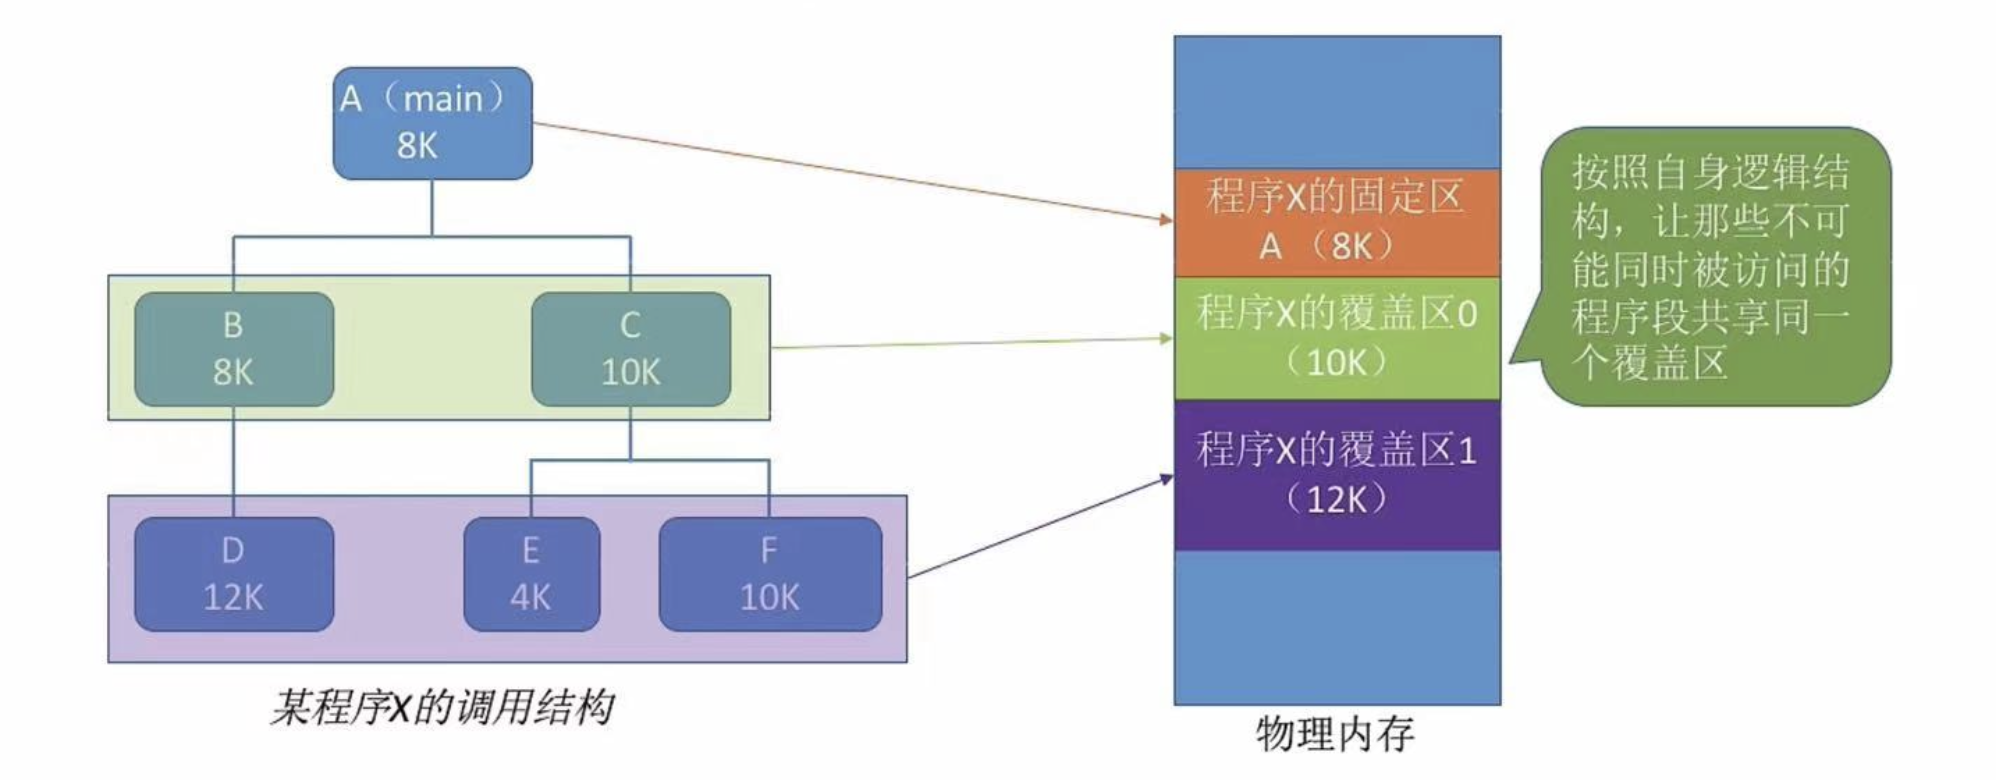 A（main）
8K
B
8K
C
10K
D
12K
E
4K
F
10K
某程序X的调用结构
程序X的固定区
A （8K）
程序X的覆盖区0
（10K）
程序X的覆盖区1
（12K）
物理内存
按照自身逻辑结
构，让那些不可
能同时被访问的
程序段共享同一
个覆盖区